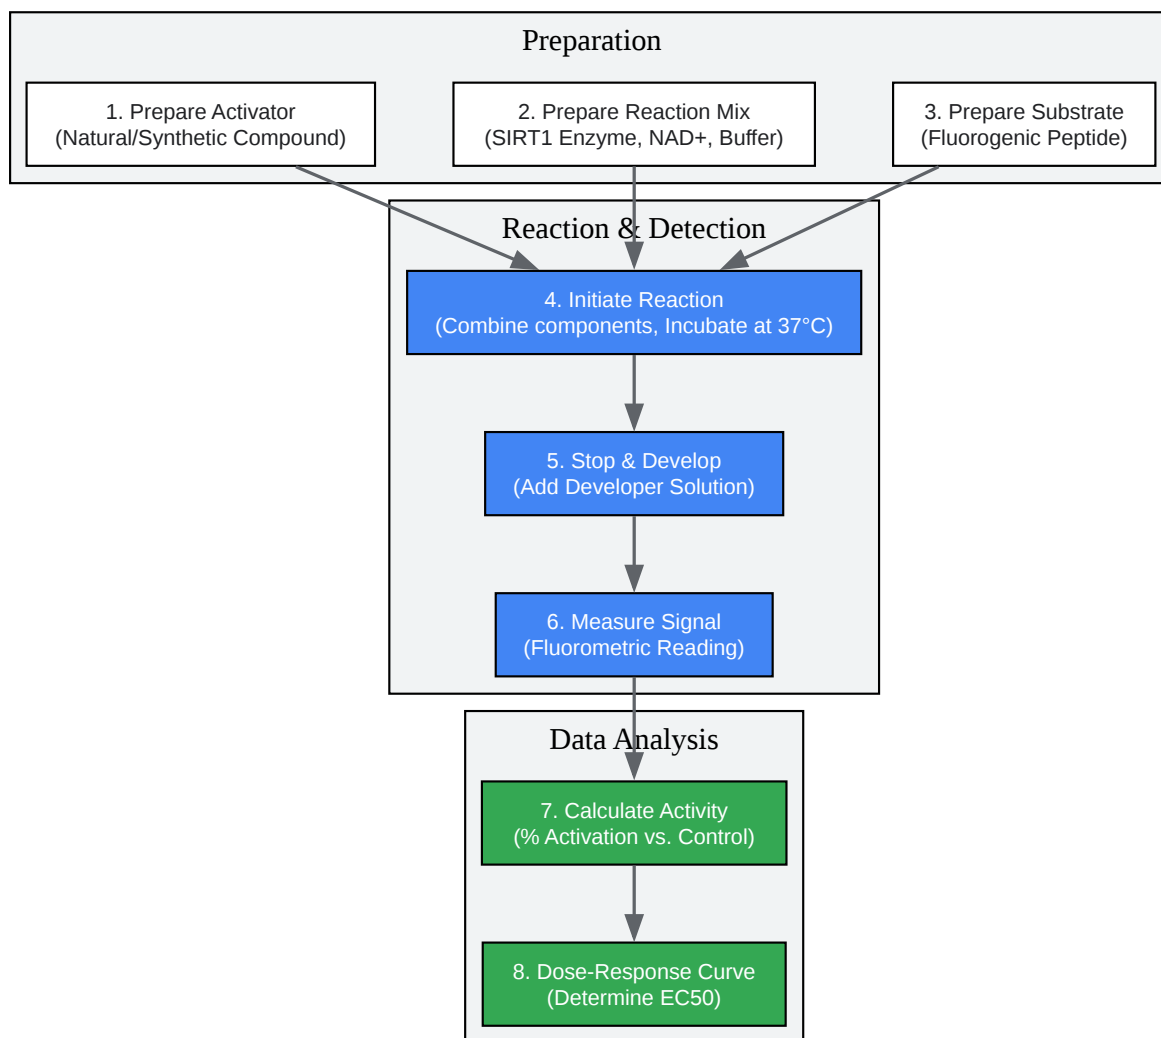 Preparation
1. Prepare Activator
(Natural/Synthetic Compound)
2. Prepare Reaction Mix
(SIRT1 Enzyme, NAD+, Buffer)
3. Prepare Substrate
(Fluorogenic Peptide)
Reaction & Detection
4. Initiate Reaction
(Combine components, Incubate at 37°C)
5. Stop & Develop
(Add Developer Solution)
6. Measure Signal
(Fluorometric Reading)
Data Analysis
7. Calculate Activity
(% Activation vs. Control)
8. Dose-Response Curve
(Determine EC50)